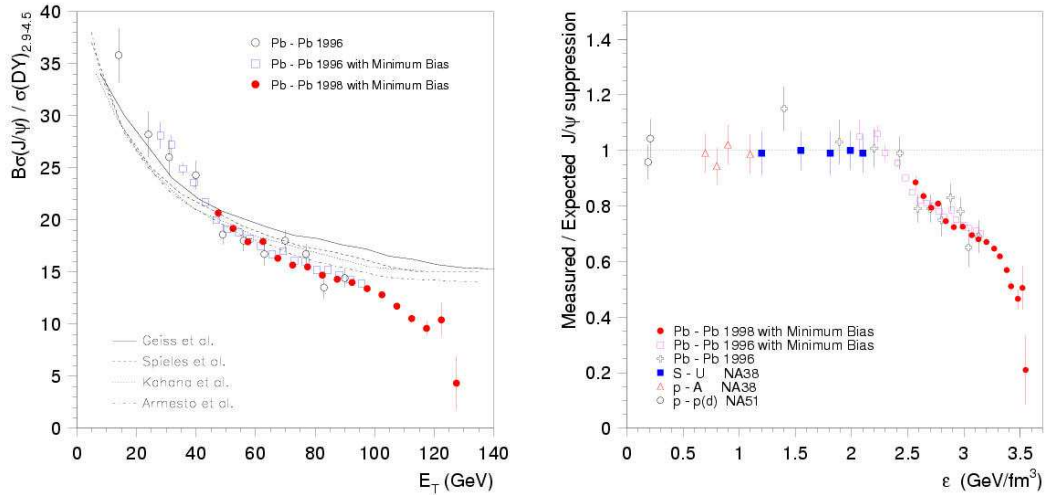 Bσ(J/ψ) / σ(DY)2.9-4.5
40
35
30
25
20
15
10
5
0
Pb - Pb 1996
Pb - Pb 1996 with Minimum Bias
Pb - Pb 1998 with Minimum Bias
Geiss et al.
Spieles et al.
Kahana et al.
Armesto et al.
0 20 40 60 80 100 120 140
ET (GeV)
Measured / Expected J/ψ suppression
1.4
1.2
1
0.8
0.6
0.4
0.2
0
Pb - Pb 1998 with Minimum Bias
Pb - Pb 1996 with Minimum Bias
Pb - Pb 1996
S - U NA38
p - A NA38
p - p(d) NA51
0 0.5 1 1.5 2 2.5 3 3.5
ε (GeV/fm3)